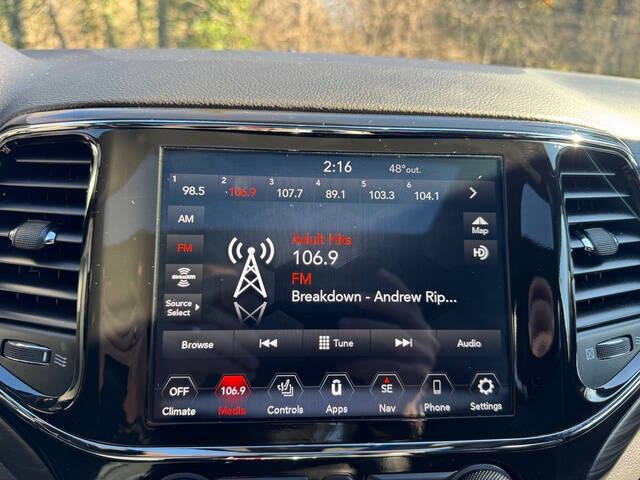 2:16 48°out.
1 2 3 4 5 6
98.5 106.9 107.7 89.1 103.3 104.1
AM
Map
FM
Adult Hits
106.9
FM
HD
SiriusXM
Breakdown - Andrew Rip...
Source
Select
Browse Tune Audio
OFF 106.9 SE
Climate Media Controls Apps Nav Phone Settings